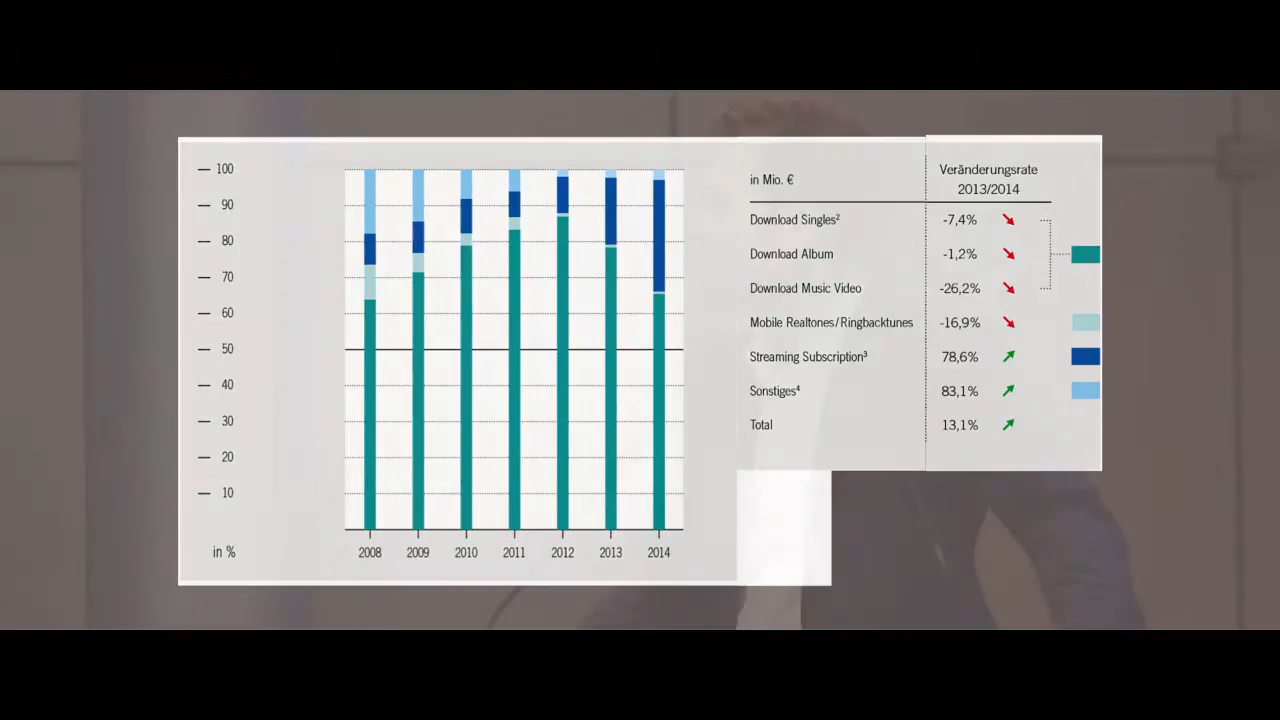 100
90
80
70
60
50
40
30
20
10
in %
2008 2009 2010 2011 2012 2013 2014
in Mio. € Veränderungsrate 2013/2014
Download Singles² -7,4%
Download Album -1,2%
Download Music Video -26,2%
Mobile Realtones/Ringbacktunes -16,9%
Streaming Subscription³ 78,6%
Sonstiges⁴ 83,1%
Total 13,1%